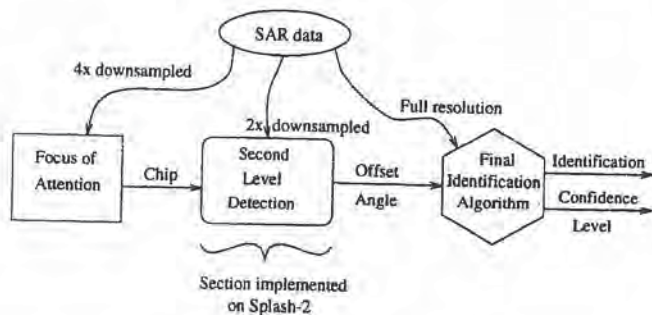 SAR data
4x downsampled
2x downsampled
Full resolution
Focus of
Attention
Chip
Second
Level
Detection
Offset
Angle
Final
Identification
Algorithm
Identification
Confidence
Level
Section implemented
on Splash-2